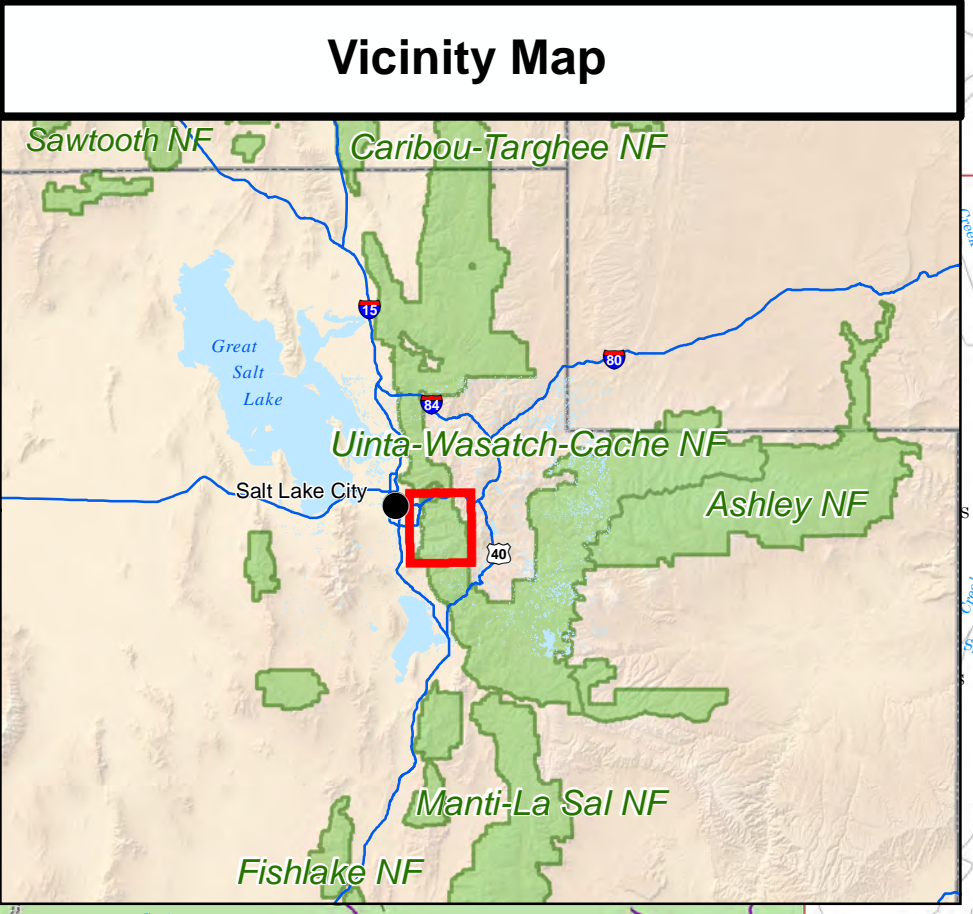 Vicinity Map
Sawtooth NF
Caribou-Targhee NF
Creek
15
Great
Salt
Lake
80
84
Uinta-Wasatch-Cache NF
Salt Lake City
Ashley NF
S
40
S
Manti-La Sal NF
Fishlake NF